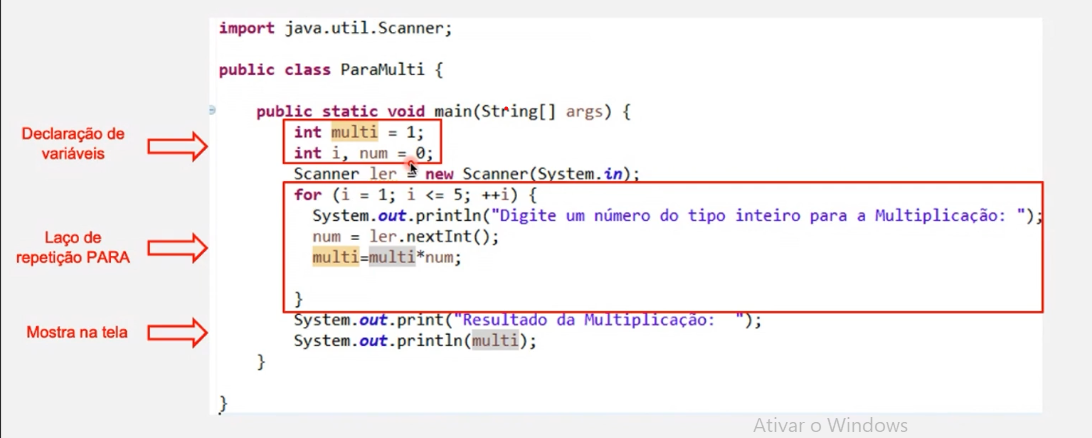 import java.util.Scanner;
public class ParaMulti {
public static void main(String[] args) {
Declaração de
variáveis
int multi = 1;
int i, num = 0;
Scanner ler = new Scanner(System.in);
Laço de
repetição PARA
for (i = 1; i <= 5; ++i) {
System.out.println("Digite um número do tipo inteiro para a Multiplicação: ");
num = ler.nextInt();
multi=multi*num;
}
Mostra na tela
System.out.print("Resultado da Multiplicação:  ");
System.out.println(multi);
}
}
Ativar o Windows